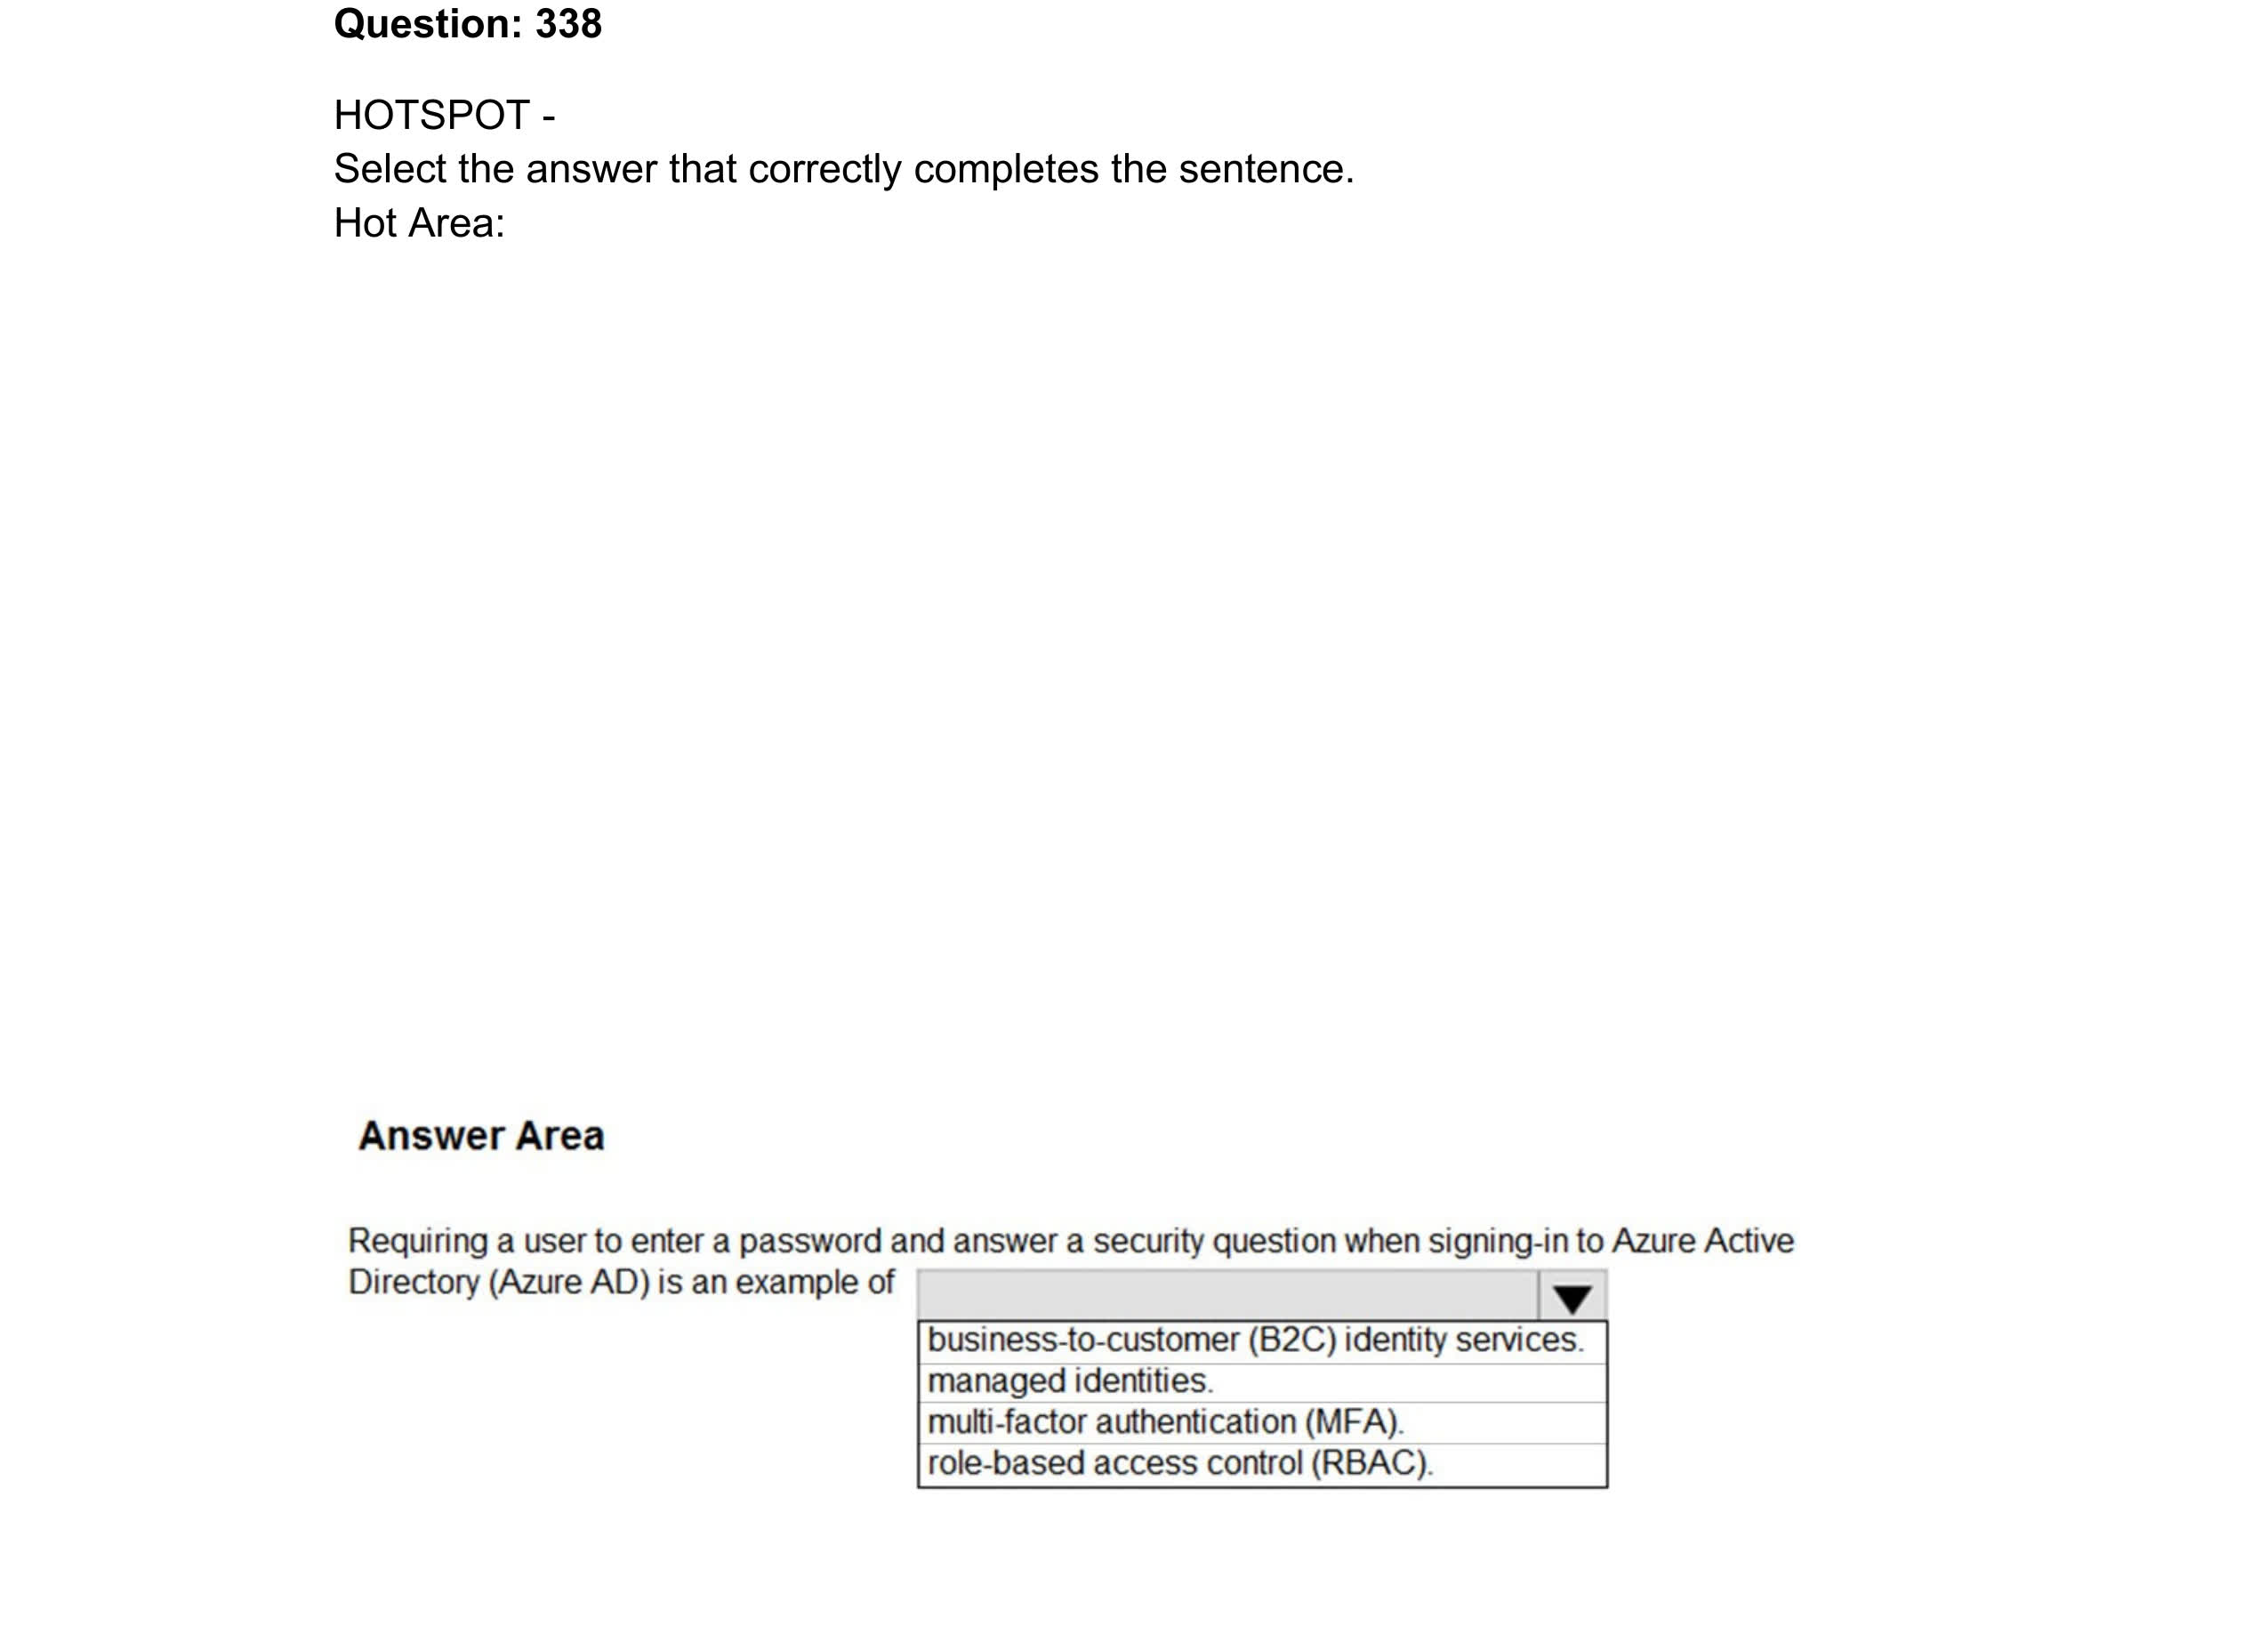 Question: 338
HOTSPOT -
Select the answer that correctly completes the sentence.
Hot Area:
Answer Area
Requiring a user to enter a password and answer a security question when signing-in to Azure Active
Directory (Azure AD) is an example of
business-to-customer (B2C) identity services.
managed identities.
multi-factor authentication (MFA).
role-based access control (RBAC).